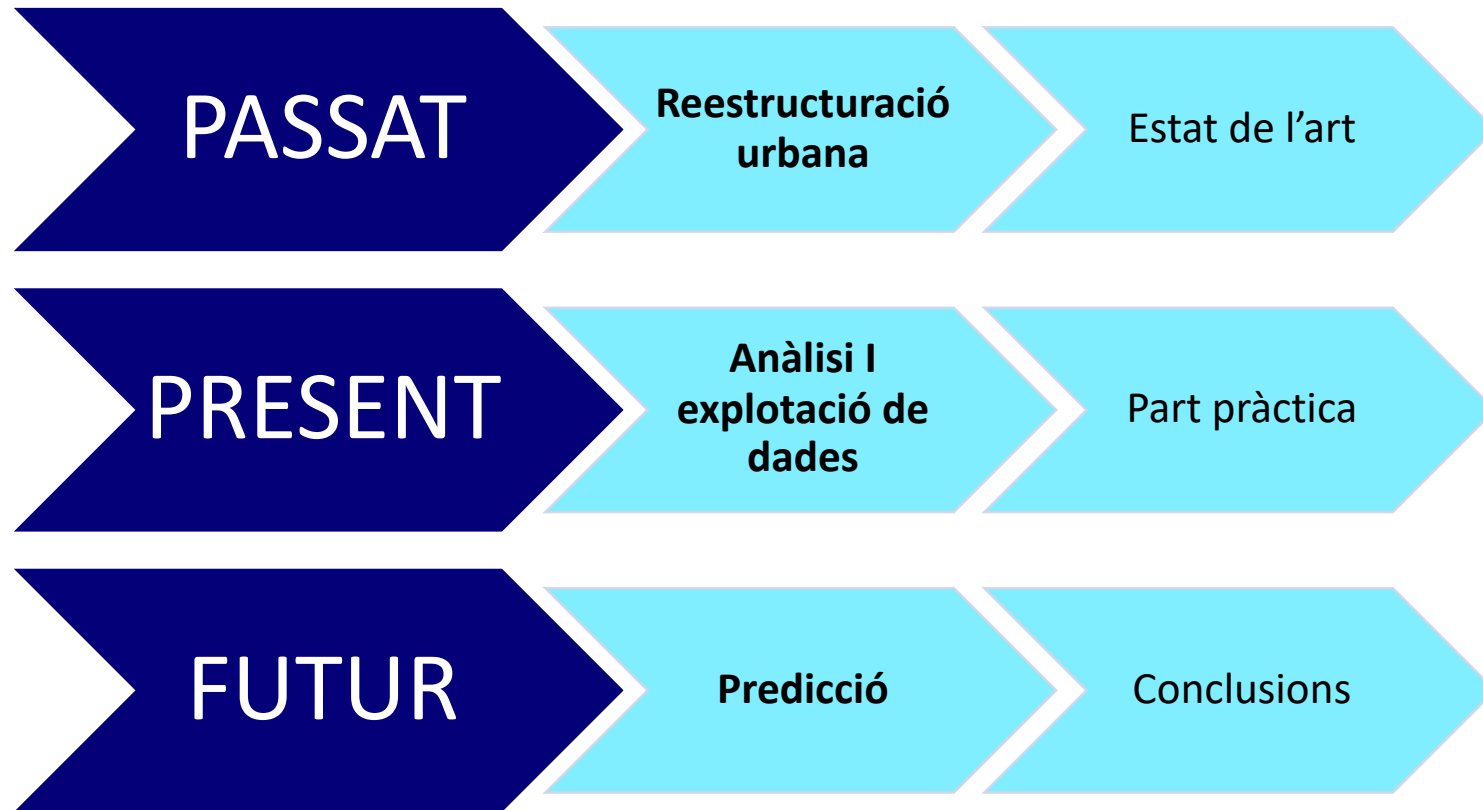 PASSAT
Reestructuració
urbana
Estat de l’art
PRESENT
Anàlisi I
explotació de
dades
Part pràctica
FUTUR
Predicció
Conclusions